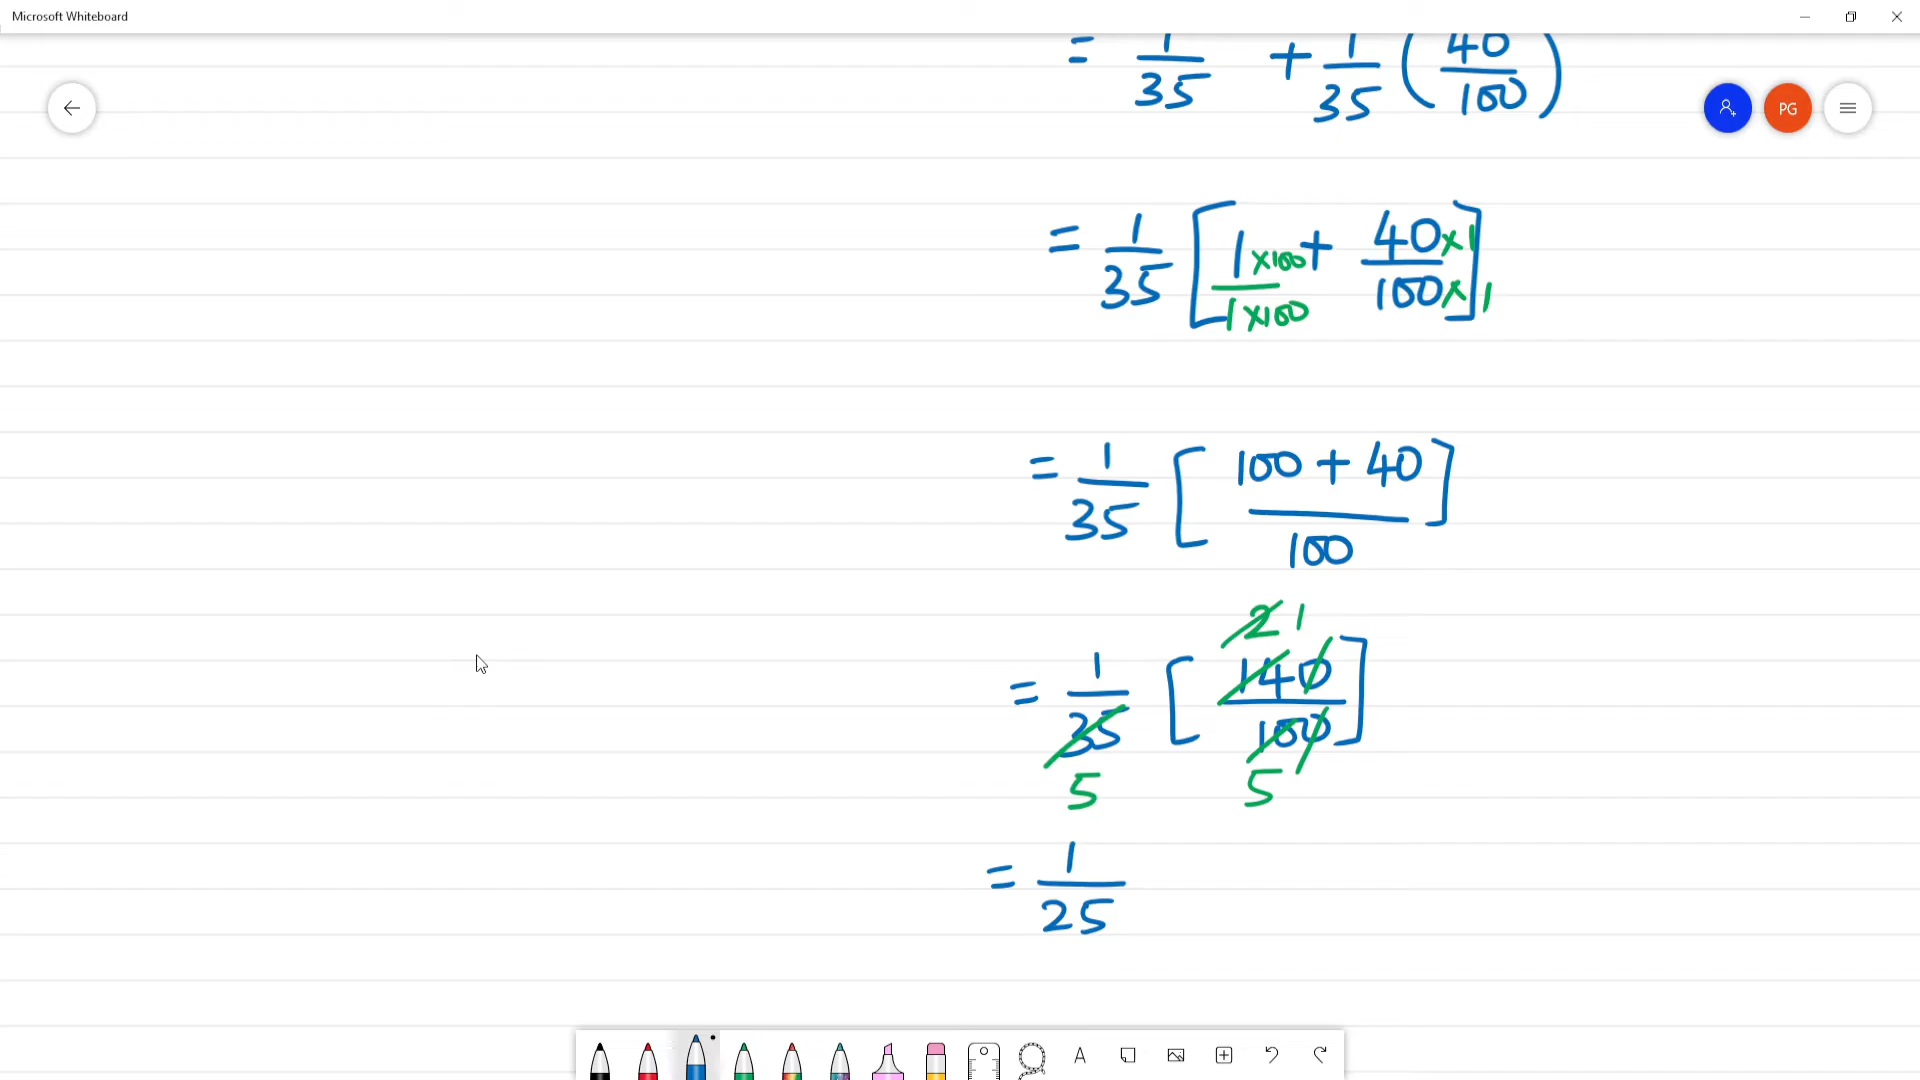 Microsoft Whiteboard
= 1/35 + 1/35 (40/100)
PG
= 1/35 [1×100/1×100 + 40×1/100×1]
= 1/35 [100 + 40/100]
2 1
= 1/35 [140/100]
5 5
= 1/25
A